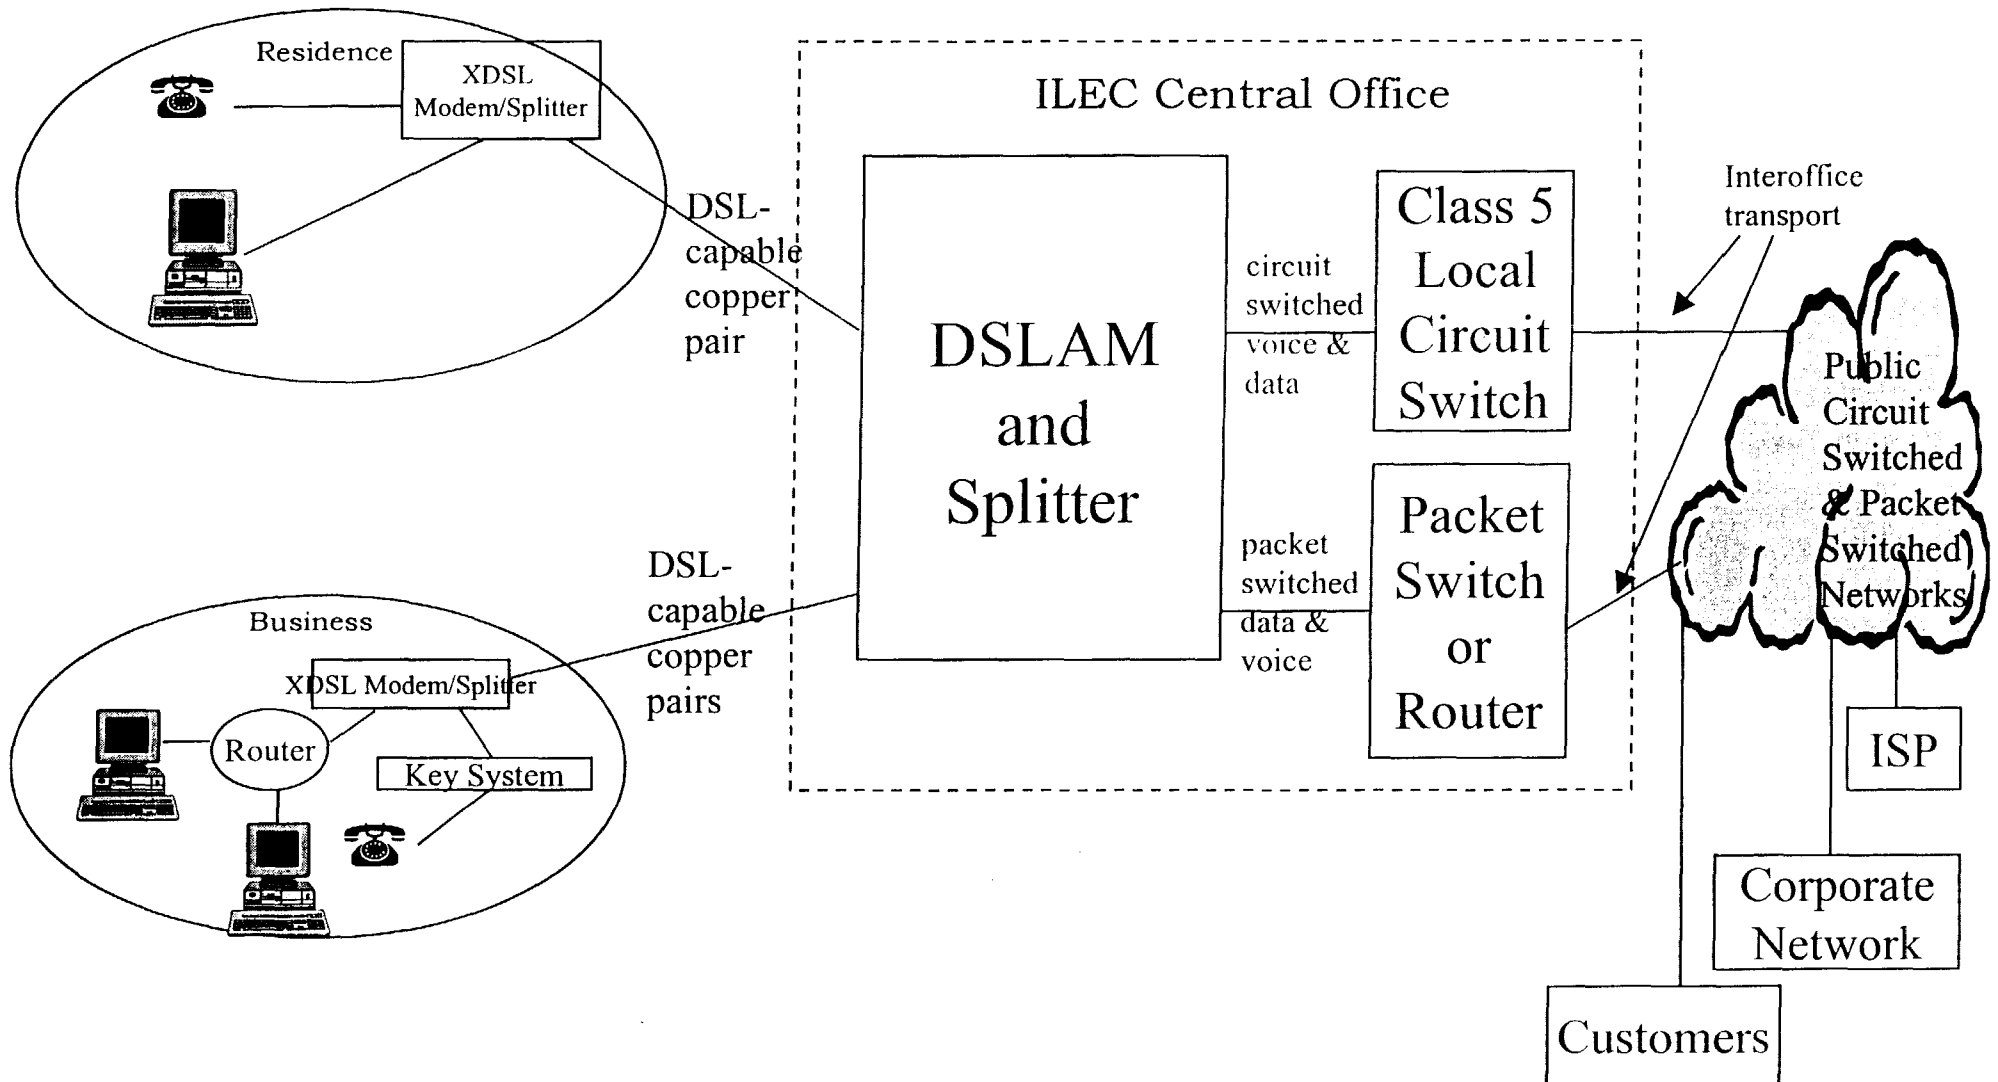 Residence
XDSL
Modem/Splitter
DSL-
capable
copper
pair
ILEC Central Office
DSLAM
and
Splitter
circuit
switched
voice &
data
Class 5
Local
Circuit
Switch
Interoffice
transport
Public
Circuit
Switched
& Packet
Switched
Networks
packet
switched
data &
voice
Packet
Switch
or
Router
DSL-
capable
copper
pairs
Business
XDSL Modem/Splitter
Router
Key System
ISP
Corporate
Network
Customers